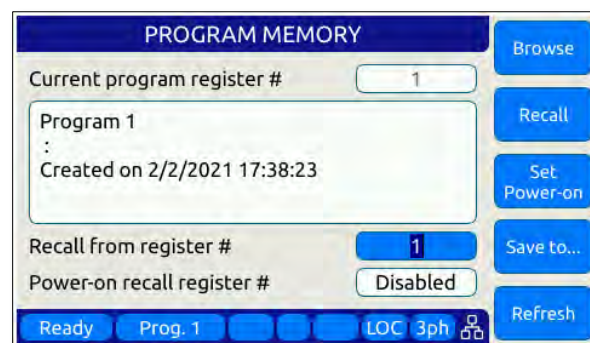 PROGRAM MEMORY
Current program register # 1
Program 1
:
Created on 2/2/2021 17:38:23
Recall from register # 1
Power-on recall register # Disabled
Ready Prog. 1 LOC 3ph
Browse
Recall
Set
Power-on
Save to...
Refresh